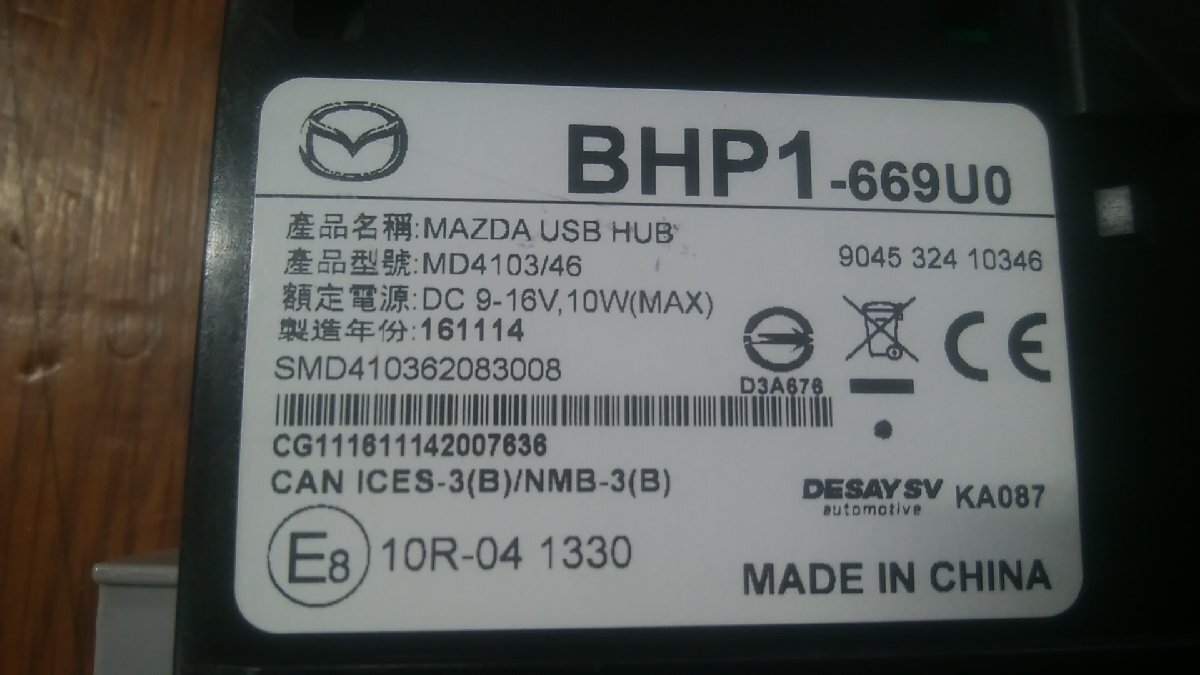 BHP1-669U0
產品名稱:MAZDA USB HUB
產品型號:MD4103/46
9045 324 10346
額定電源:DC 9-16V,10W(MAX)
製造年份:161114
SMD410362083008
D3A676
CE
CG111611142007636
CAN ICES-3(B)/NMB-3(B)
DESAY SV
automotive
KA087
E8 10R-04 1330
MADE IN CHINA